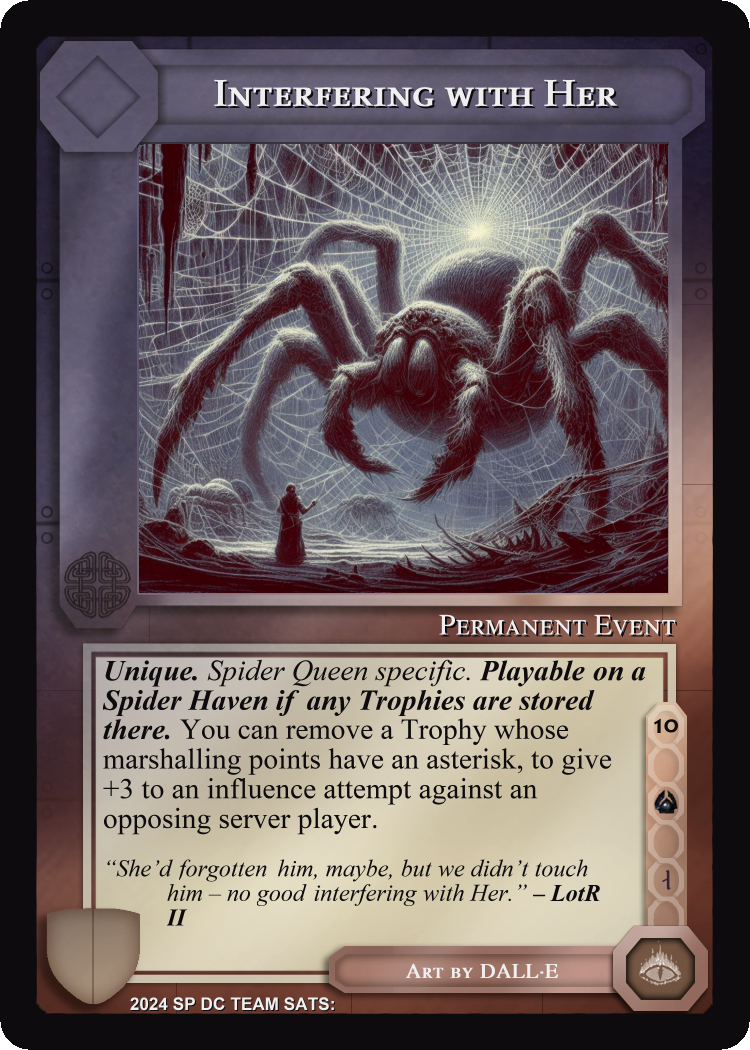 Interfering with Her
Permanent Event
Unique. Spider Queen specific. Playable on a
Spider Haven if any Trophies are stored
there. You can remove a Trophy whose
marshalling points have an asterisk, to give
+3 to an influence attempt against an
opposing server player.
10
“She’d forgotten him, maybe, but we didn’t touch
him – no good interfering with Her.” – LotR
II
Art by DALL·E
2024 SP DC TEAM SATS: